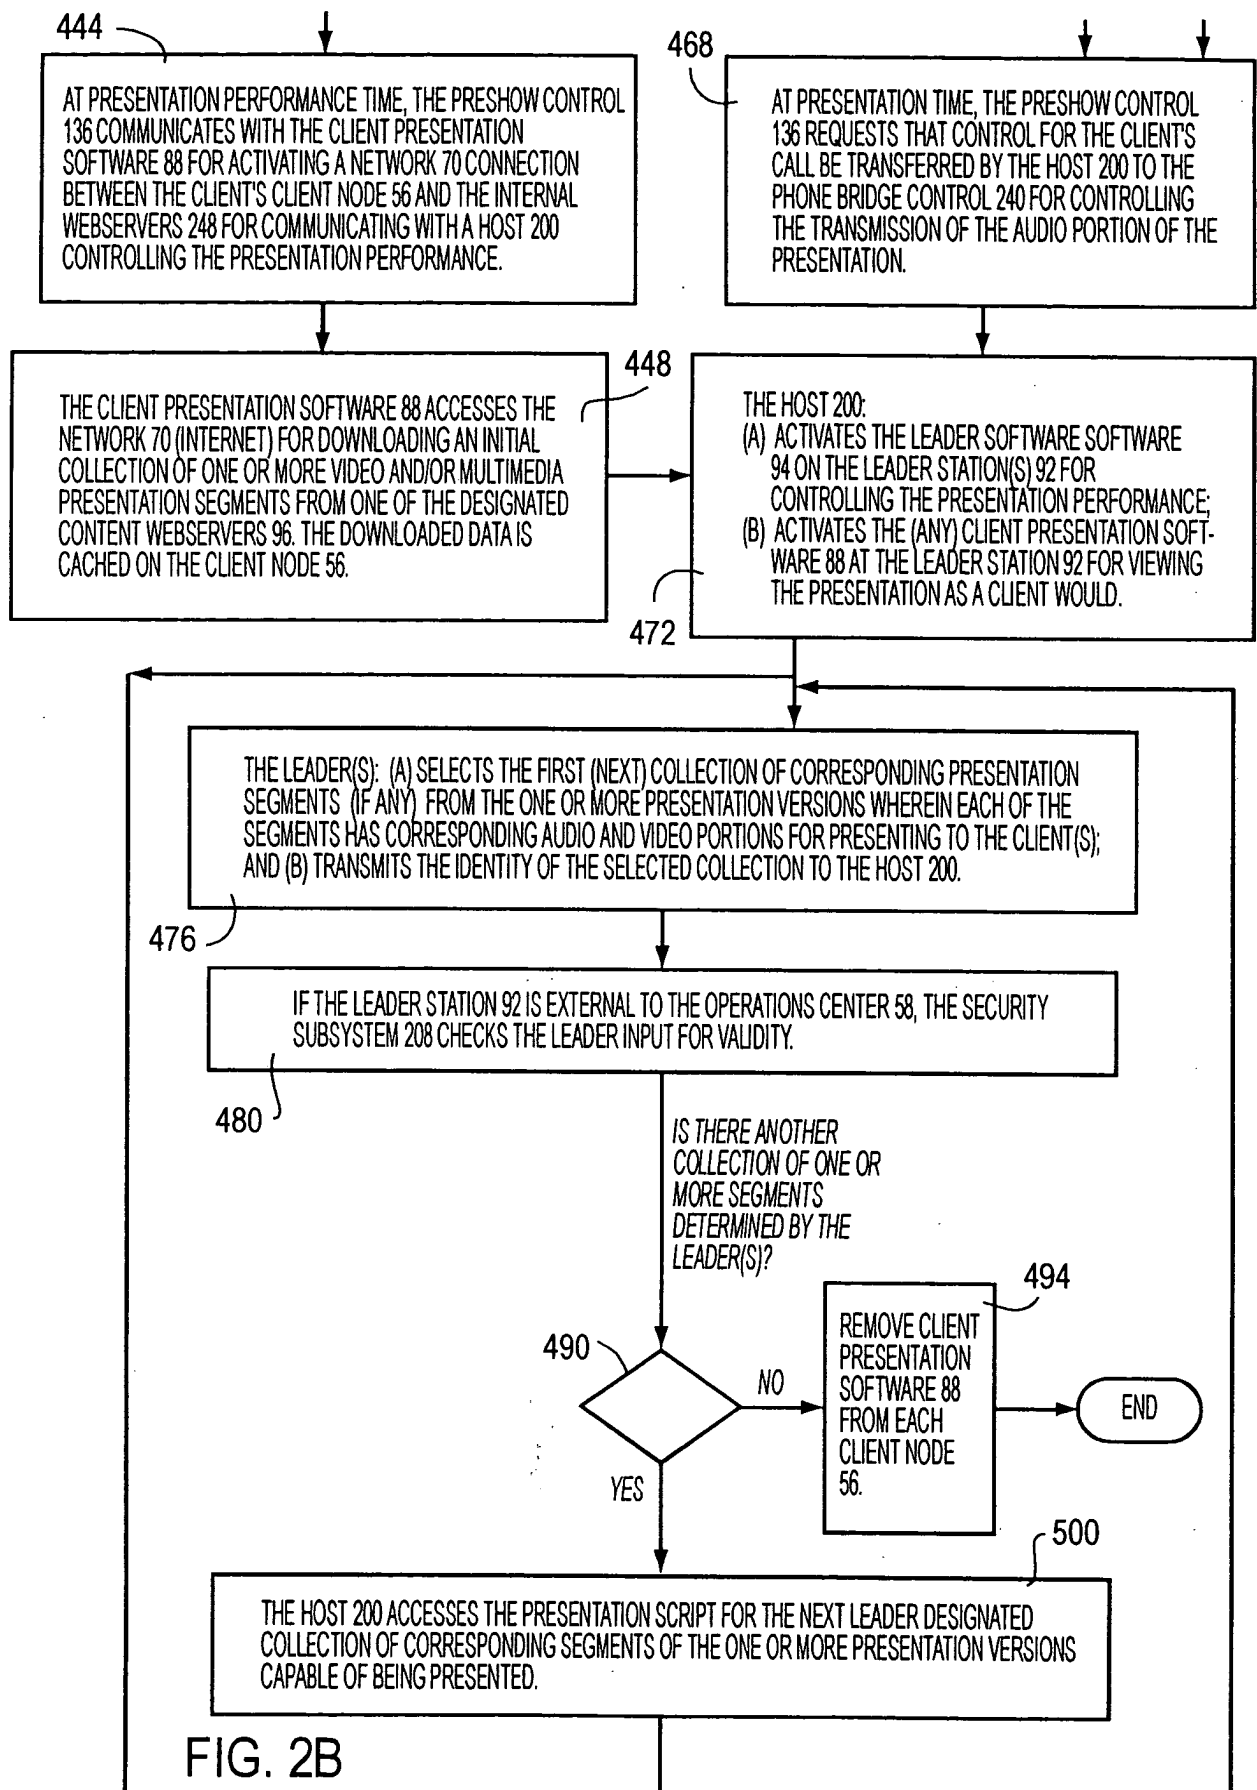 444
AT PRESENTATION PERFORMANCE TIME, THE PRESHOW CONTROL
136 COMMUNICATES WITH THE CLIENT PRESENTATION
SOFTWARE 88 FOR ACTIVATING A NETWORK 70 CONNECTION
BETWEEN THE CLIENT'S CLIENT NODE 56 AND THE INTERNAL
WEBSERVERS 248 FOR COMMUNICATING WITH A HOST 200
CONTROLLING THE PRESENTATION PERFORMANCE.
468
AT PRESENTATION TIME, THE PRESHOW CONTROL
136 REQUESTS THAT CONTROL FOR THE CLIENT'S
CALL BE TRANSFERRED BY THE HOST 200 TO THE
PHONE BRIDGE CONTROL 240 FOR CONTROLLING
THE TRANSMISSION OF THE AUDIO PORTION OF THE
PRESENTATION.
448
THE CLIENT PRESENTATION SOFTWARE 88 ACCESSES THE
NETWORK 70 (INTERNET) FOR DOWNLOADING AN INITIAL
COLLECTION OF ONE OR MORE VIDEO AND/OR MULTIMEDIA
PRESENTATION SEGMENTS FROM ONE OF THE DESIGNATED
CONTENT WEBSERVERS 96. THE DOWNLOADED DATA IS
CACHED ON THE CLIENT NODE 56.
THE HOST 200:
(A) ACTIVATES THE LEADER SOFTWARE SOFTWARE
94 ON THE LEADER STATION(S) 92 FOR
CONTROLLING THE PRESENTATION PERFORMANCE;
(B) ACTIVATES THE (ANY) CLIENT PRESENTATION SOFT-
WARE 88 AT THE LEADER STATION 92 FOR VIEWING
THE PRESENTATION AS A CLIENT WOULD.
472
THE LEADER(S): (A) SELECTS THE FIRST (NEXT) COLLECTION OF CORRESPONDING PRESENTATION
SEGMENTS (IF ANY) FROM THE ONE OR MORE PRESENTATION VERSIONS WHEREIN EACH OF THE
SEGMENTS HAS CORRESPONDING AUDIO AND VIDEO PORTIONS FOR PRESENTING TO THE CLIENT(S);
AND (B) TRANSMITS THE IDENTITY OF THE SELECTED COLLECTION TO THE HOST 200.
476
IF THE LEADER STATION 92 IS EXTERNAL TO THE OPERATIONS CENTER 58, THE SECURITY
SUBSYSTEM 208 CHECKS THE LEADER INPUT FOR VALIDITY.
480
IS THERE ANOTHER
COLLECTION OF ONE OR
MORE SEGMENTS
DETERMINED BY THE
LEADER(S)?
490
NO
YES
494
REMOVE CLIENT
PRESENTATION
SOFTWARE 88
FROM EACH
CLIENT NODE
56.
END
500
THE HOST 200 ACCESSES THE PRESENTATION SCRIPT FOR THE NEXT LEADER DESIGNATED
COLLECTION OF CORRESPONDING SEGMENTS OF THE ONE OR MORE PRESENTATION VERSIONS
CAPABLE OF BEING PRESENTED.
FIG. 2B